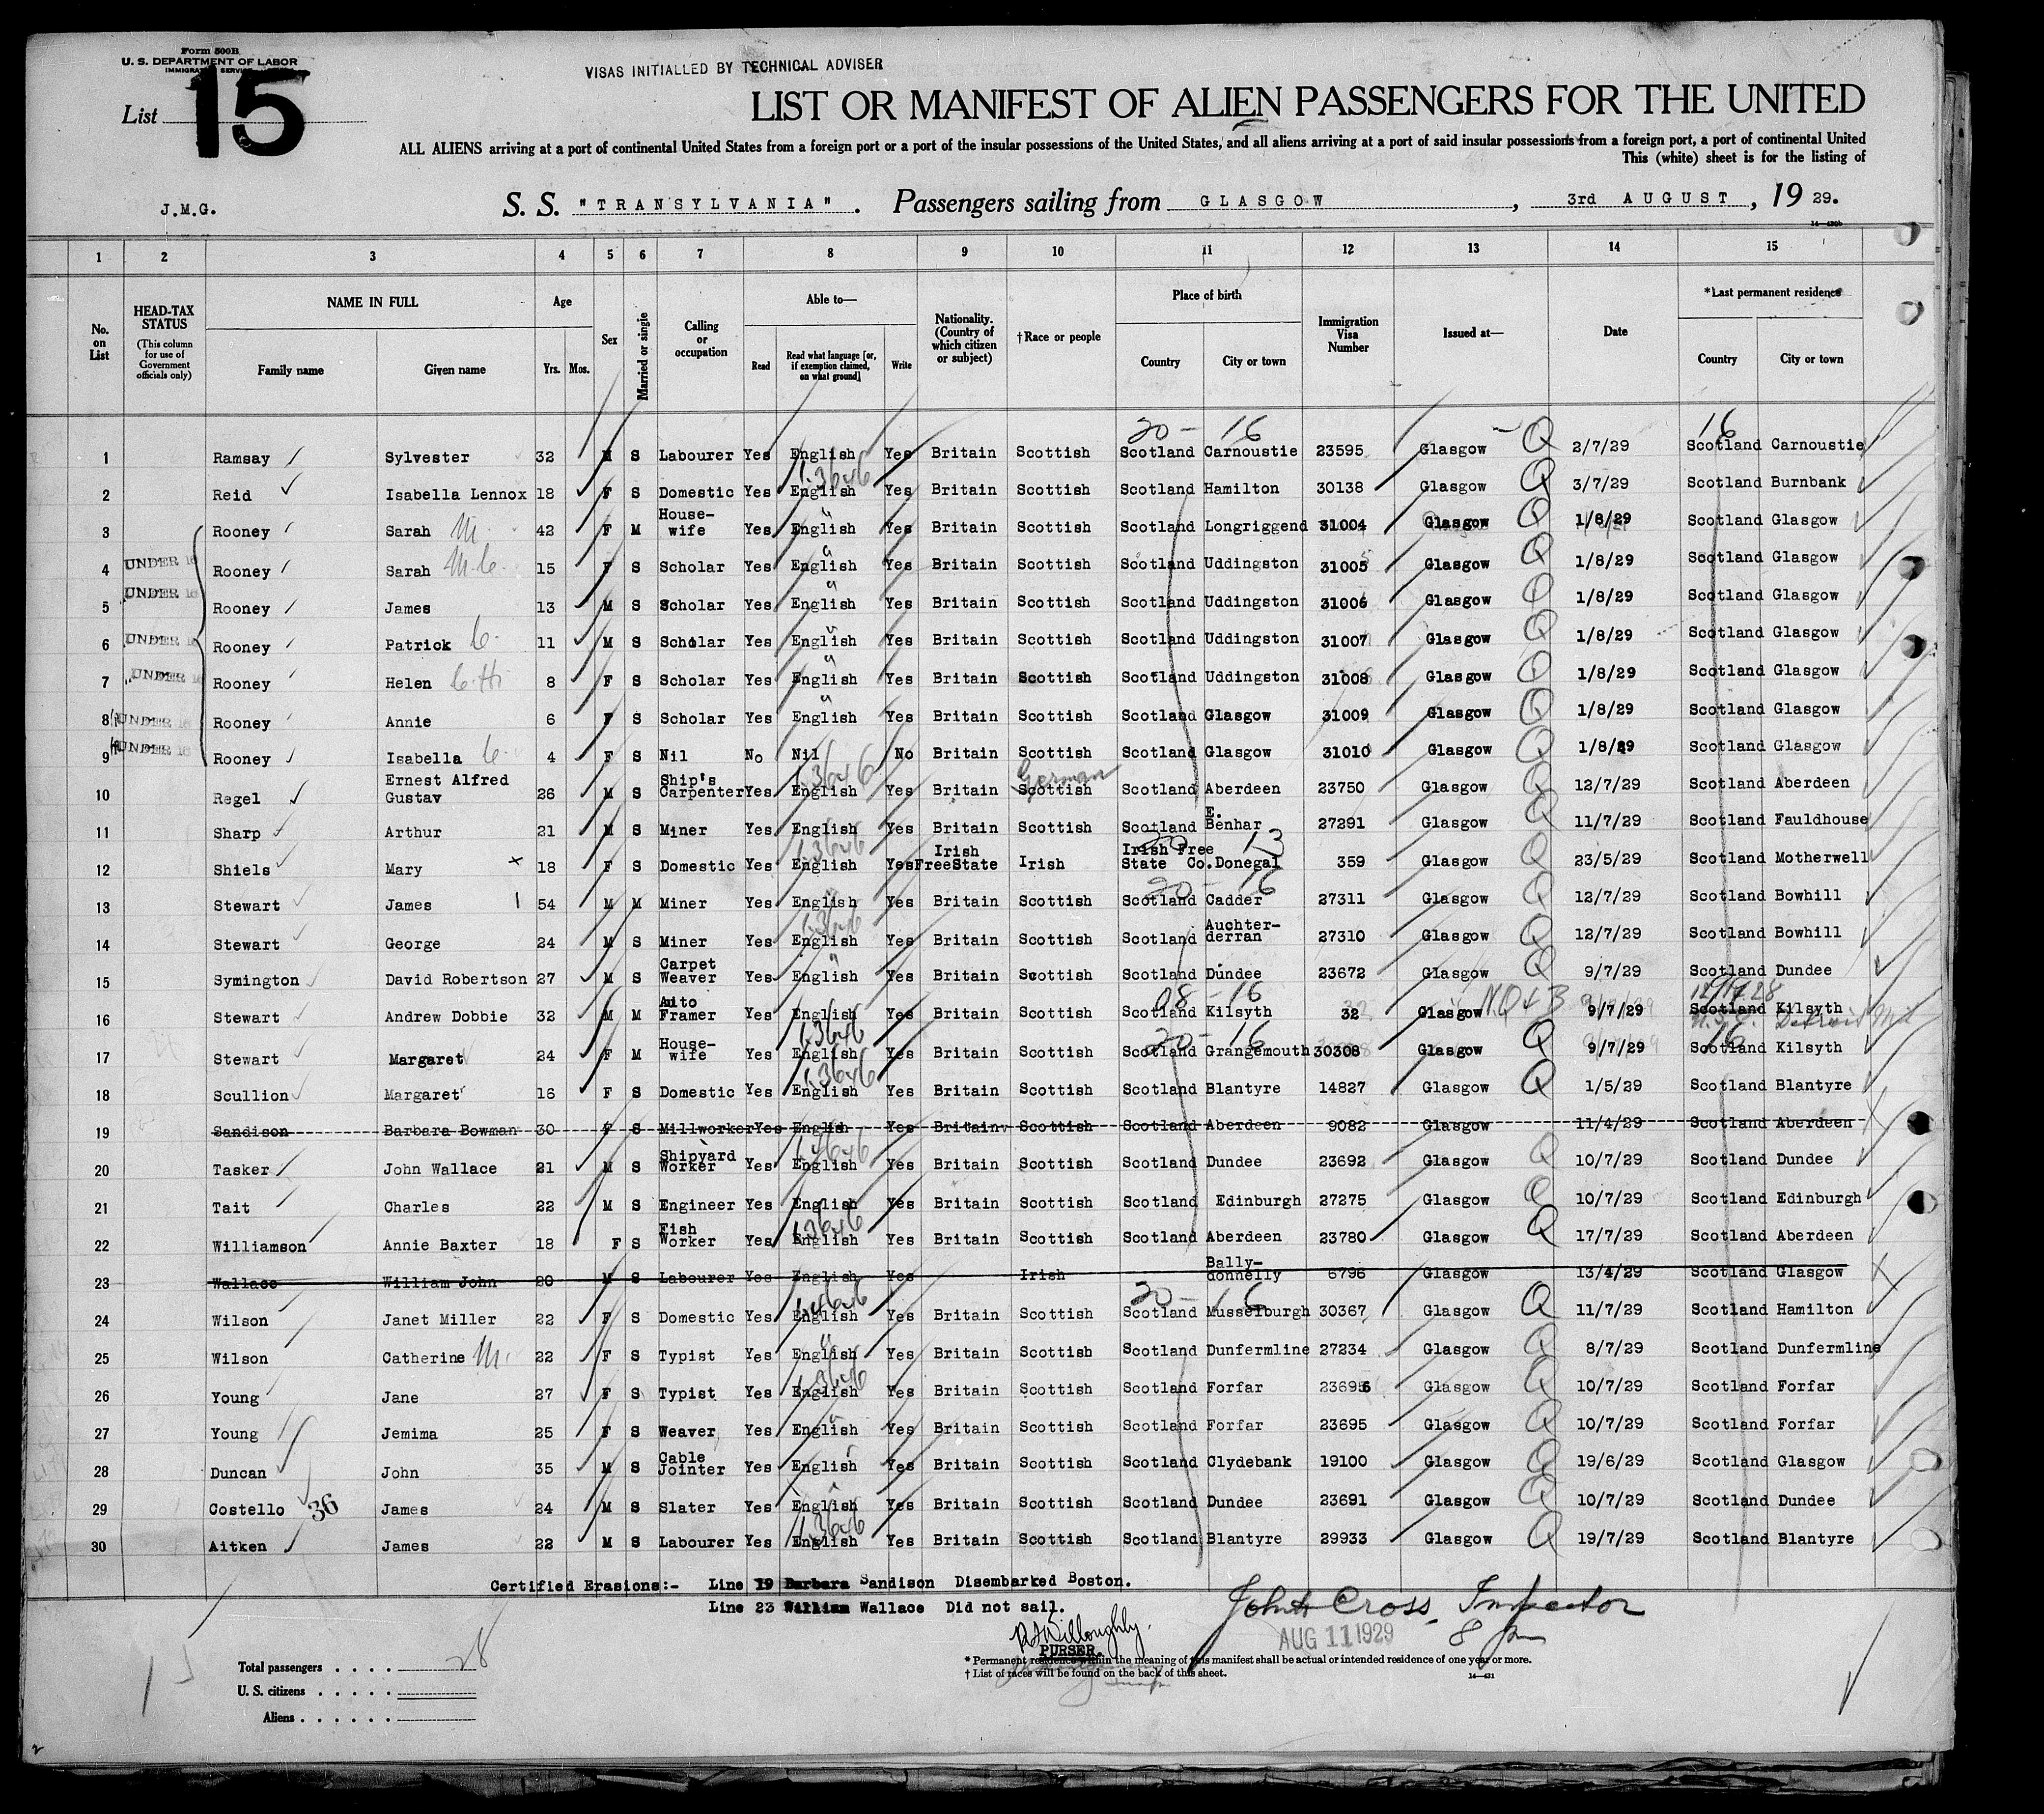 Form 500B
U. S. DEPARTMENT OF LABOR
IMMIGRATION SERVICE
List 15
VISAS INITIALLED BY TECHNICAL ADVISER
LIST OR MANIFEST OF ALIEN PASSENGERS FOR THE UNITED
ALL ALIENS arriving at a port of continental United States from a foreign port or a port of the insular possessions of the United States, and all aliens arriving at a port of said insular possessions from a foreign port, a port of continental United
This (white) sheet is for the listing of
J.M.G. S. S. "TRANSYLVANIA". Passengers sailing from GLASGOW, 3rd AUGUST, 19 29.
1 2 3 4 5 6 7 8 9 10 11 12 13 14 15
No. on List HEAD-TAX STATUS (This column for use of Government officials only) NAME IN FULL Family name Given name Age Yrs. Mos. Sex Married or single Calling or occupation Able to— Read Read what language [or, if exemption claimed, on what ground] Write Nationality. (Country of which citizen or subject) †Race or people Place of birth Country City or town Immigration Visa Number Issued at— Date *Last permanent residence Country City or town
20 - 16 16
1 Ramsay Sylvester 32 M S Labourer Yes English Yes Britain Scottish Scotland Carnoustie 23595 Glasgow Q 2/7/29 Scotland Carnoustie
2 Reid Isabella Lennox 18 F S Domestic Yes English Yes Britain Scottish Scotland Hamilton 30138 Glasgow Q 3/7/29 Scotland Burnbank
3 Rooney Sarah M. 42 F M House-wife Yes English Yes Britain Scottish Scotland Longriggend 31004 Glasgow Q 1/8/29 Scotland Glasgow
4 UNDER 16 Rooney Sarah M.C. 15 F S Scholar Yes English Yes Britain Scottish Scotland Uddingston 31005 Glasgow Q 1/8/29 Scotland Glasgow
5 UNDER 16 Rooney James 13 M S Scholar Yes English Yes Britain Scottish Scotland Uddingston 31006 Glasgow Q 1/8/29 Scotland Glasgow
6 UNDER 16 Rooney Patrick C. 11 M S Scholar Yes English Yes Britain Scottish Scotland Uddingston 31007 Glasgow Q 1/8/29 Scotland Glasgow
7 UNDER 16 Rooney Helen 8 F S Scholar Yes English Yes Britain Scottish Scotland Uddingston 31008 Glasgow Q 1/8/29 Scotland Glasgow
8 UNDER 16 Rooney Annie 6 F S Scholar Yes English Yes Britain Scottish Scotland Glasgow 31009 Glasgow Q 1/8/29 Scotland Glasgow
9 UNDER 16 Rooney Isabella C. 4 F S Nil No Nil No Britain Scottish Scotland Glasgow 31010 Glasgow Q 1/8/29 Scotland Glasgow
10 Regel Ernest Alfred Gustav 26 M S Ship's Carpenter Yes English Yes Britain Scottish German Scotland Aberdeen 23750 Glasgow Q 12/7/29 Scotland Aberdeen
11 Sharp Arthur 21 M S Miner Yes English Yes Britain Scottish Scotland E. Benhar 27291 Glasgow Q 11/7/29 Scotland Fauldhouse
12 Shiels Mary x 18 F S Domestic Yes English Yes Irish FreeState Irish Irish Free State Co.Donegal 359 Glasgow Q 23/5/29 Scotland Motherwell
13 Stewart James 54 M M Miner Yes English Yes Britain Scottish Scotland Cadder 27311 Glasgow Q 12/7/29 Scotland Bowhill
14 Stewart George 24 M S Miner Yes English Yes Britain Scottish Scotland Auchter-derran 27310 Glasgow Q 12/7/29 Scotland Bowhill
15 Symington David Robertson 27 M S Carpet Weaver Yes English Yes Britain Scottish Scotland Dundee 23672 Glasgow Q 9/7/29 Scotland Dundee
16 Stewart Andrew Dobbie 32 M M Auto Framer Yes English Yes Britain Scottish Scotland Kilsyth 32 Glasgow 9/7/29 Scotland Kilsyth
17 Stewart Margaret 24 F M House-wife Yes English Yes Britain Scottish Scotland Grangemouth 30308 Glasgow Q 9/7/29 Scotland Kilsyth
18 Scullion Margaret 16 F S Domestic Yes English Yes Britain Scottish Scotland Blantyre 14827 Glasgow Q 1/5/29 Scotland Blantyre
19 Sandison Barbara Bowman 30 F S Millworker Yes English Yes Britain Scottish Scotland Aberdeen 9082 Glasgow 11/4/29 Scotland Aberdeen
20 Tasker John Wallace 21 M S Shipyard Worker Yes English Yes Britain Scottish Scotland Dundee 23692 Glasgow Q 10/7/29 Scotland Dundee
21 Tait Charles 22 M S Engineer Yes English Yes Britain Scottish Scotland Edinburgh 27275 Glasgow Q 10/7/29 Scotland Edinburgh
22 Williamson Annie Baxter 18 F S Fish Worker Yes English Yes Britain Scottish Scotland Aberdeen 23780 Glasgow Q 17/7/29 Scotland Aberdeen
23 Wallace William John 20 M S Labourer Yes English Yes Irish Bally-donnelly 6796 Glasgow 13/4/29 Scotland Glasgow
24 Wilson Janet Miller 22 F S Domestic Yes English Yes Britain Scottish Scotland Musselburgh 30367 Glasgow Q 11/7/29 Scotland Hamilton
25 Wilson Catherine M. 22 F S Typist Yes English Yes Britain Scottish Scotland Dunfermline 27234 Glasgow Q 8/7/29 Scotland Dunfermline
26 Young Jane 27 F S Typist Yes English Yes Britain Scottish Scotland Forfar 23696 Glasgow Q 10/7/29 Scotland Forfar
27 Young Jemima 25 F S Weaver Yes English Yes Britain Scottish Scotland Forfar 23695 Glasgow Q 10/7/29 Scotland Forfar
28 Duncan John 35 M S Cable Jointer Yes English Yes Britain Scottish Scotland Clydebank 19100 Glasgow Q 19/6/29 Scotland Glasgow
29 Costello 36 James 24 M S Slater Yes English Yes Britain Scottish Scotland Dundee 23691 Glasgow Q 10/7/29 Scotland Dundee
30 Aitken James 22 M S Labourer Yes English Yes Britain Scottish Scotland Blantyre 29933 Glasgow Q 19/7/29 Scotland Blantyre
Certified Erasions:- Line 19 Barbara Sandison Disembarked Boston.
Line 23 William Wallace Did not sail.
Willoughby.
PURSER.
John Cross Inspector
AUG 11 1929 8 pm
Total passengers . . . . 28
U. S. citizens . . . . .
Aliens . . . . . .
* Permanent residence within the meaning of this manifest shall be actual or intended residence of one year or more.
† List of races will be found on the back of this sheet.